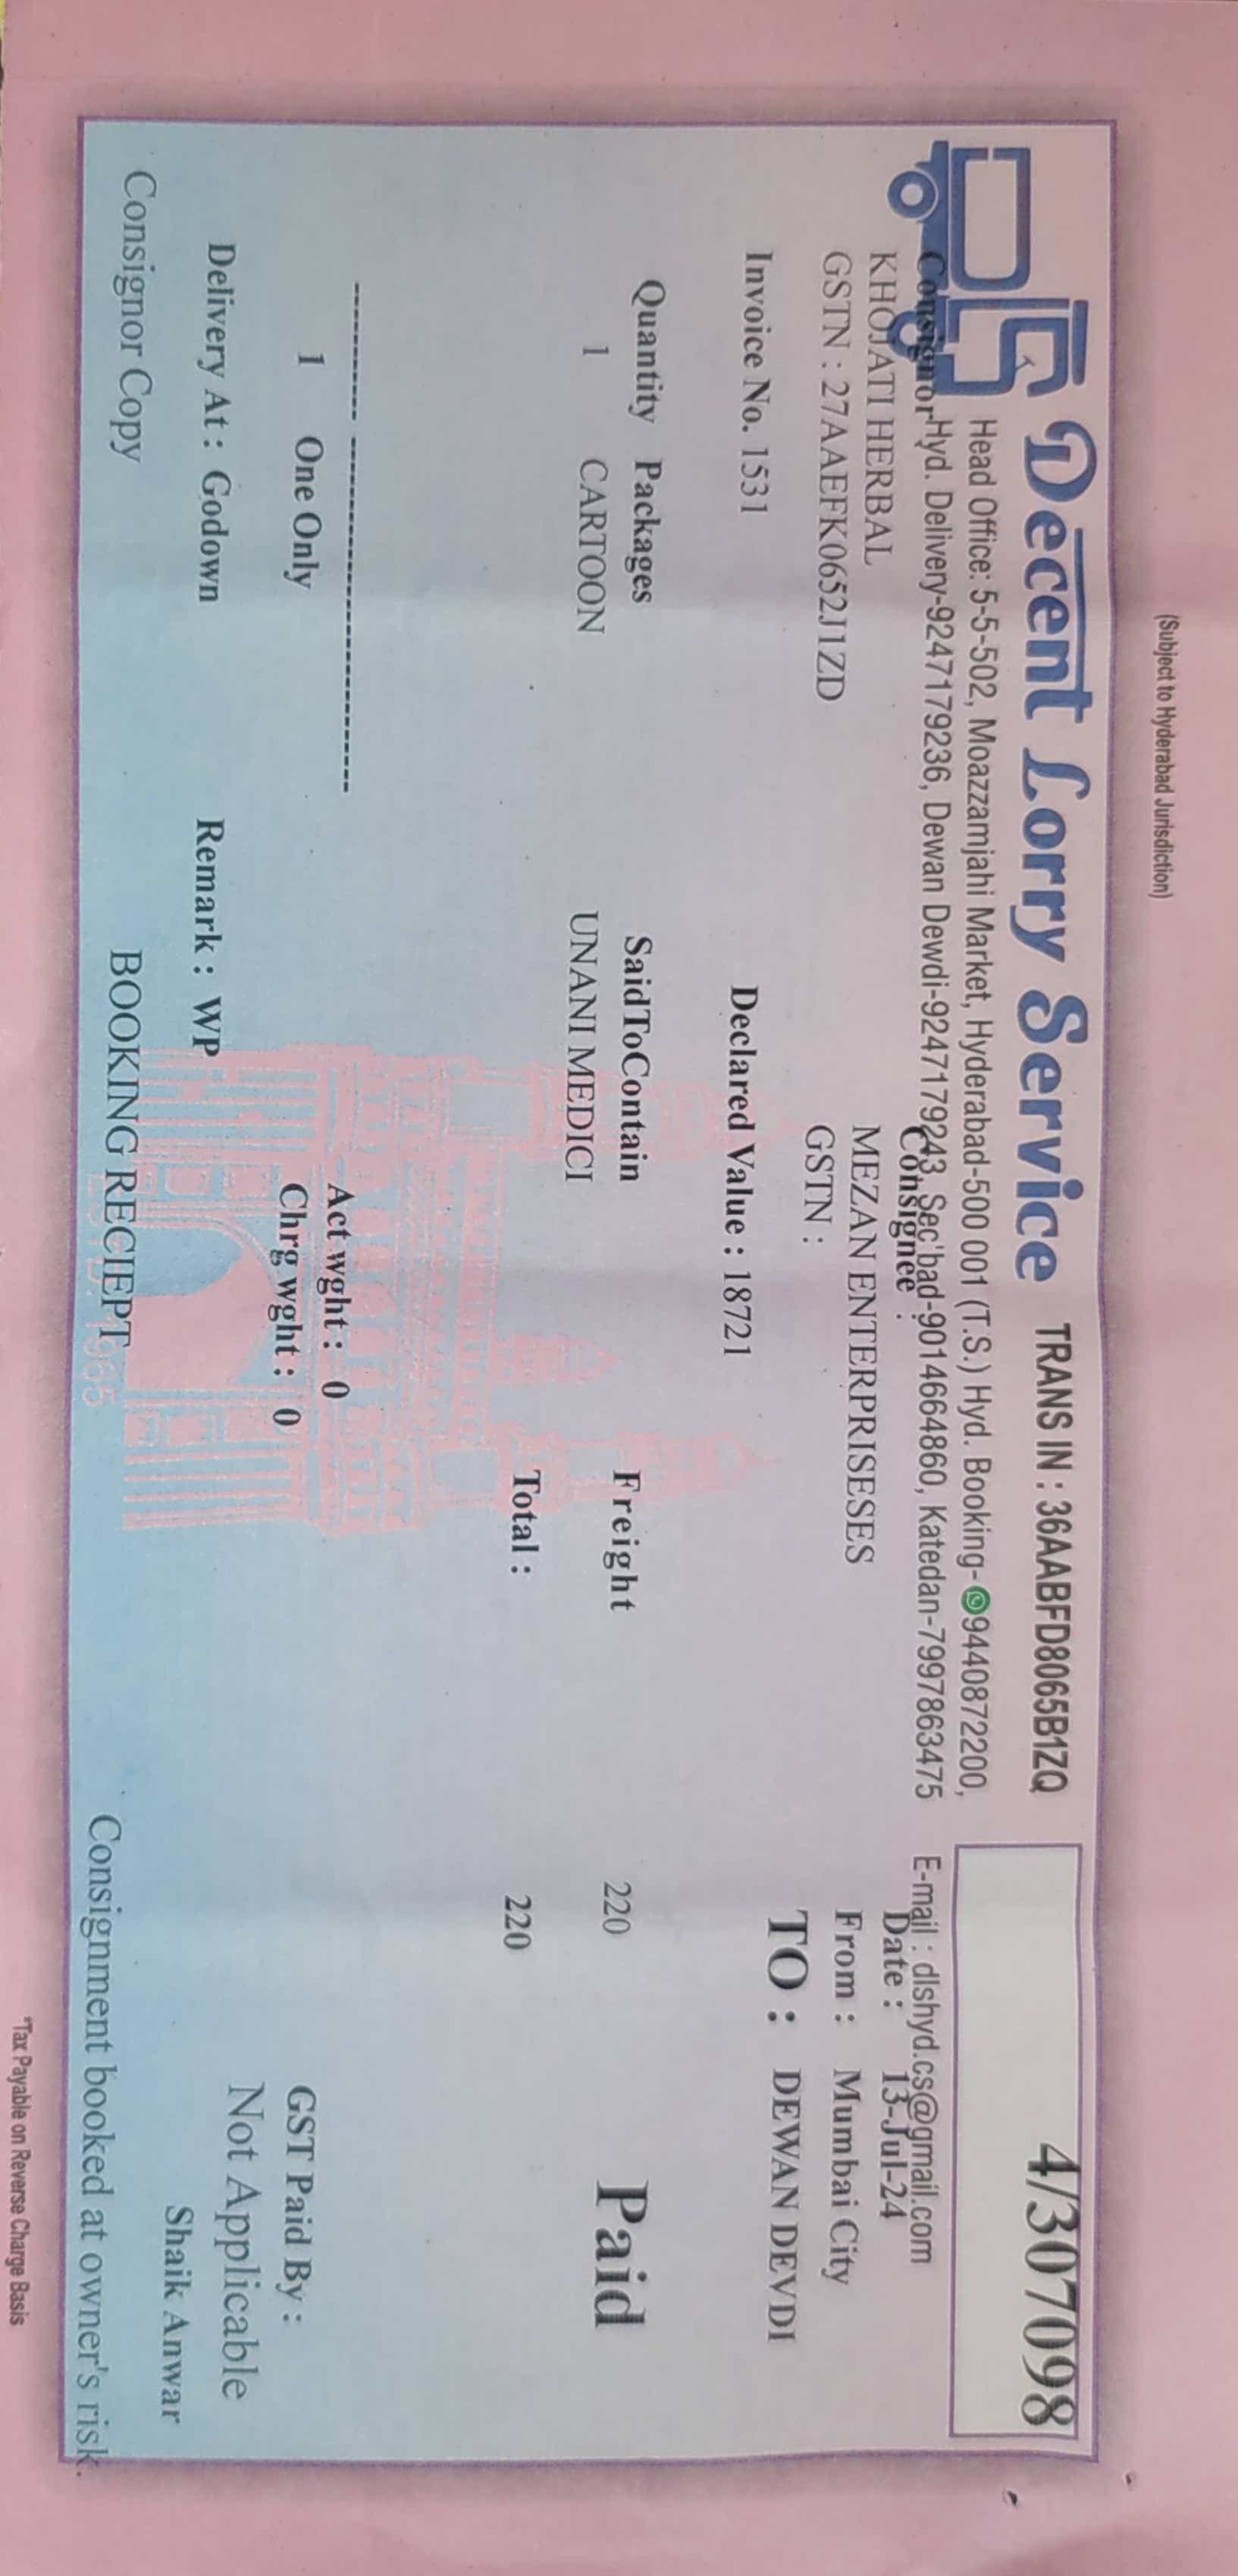 (Subject to Hyderabad Jurisdiction)
Decent Lorry Service TRANS IN : 36AABFD8065B1ZQ 4/307098
Head Office: 5-5-502, Moazzamjahi Market, Hyderabad-500 001 (T.S.) Hyd. Booking- 9440872200,
Hyd. Delivery-9247179236, Dewan Dewdi-9247179243, Sec'bad-9014664860, Katedan-7997863475 E-mail : dlshyd.cs@gmail.com
Consignor Consignee : Date : 13-Jul-24
KHOJATI HERBAL MEZAN ENTERPRISESES From : Mumbai City
GSTN : 27AAEFK0652J1ZD GSTN :
TO : DEWAN DEVDI
Invoice No. 1531 Declared Value : 18721
Quantity Packages SaidToContain Freight 220 Paid
1 CARTOON UNANI MEDICI
Total : 220
--------- -----------------------
Act wght : 0
1 One Only Chrg wght : 0 GST Paid By :
Not Applicable
Delivery At : Godown Remark : WP Shaik Anwar
Consignor Copy BOOKING RECIEPT Consignment booked at owner's risk.
*Tax Payable on Reverse Charge Basis